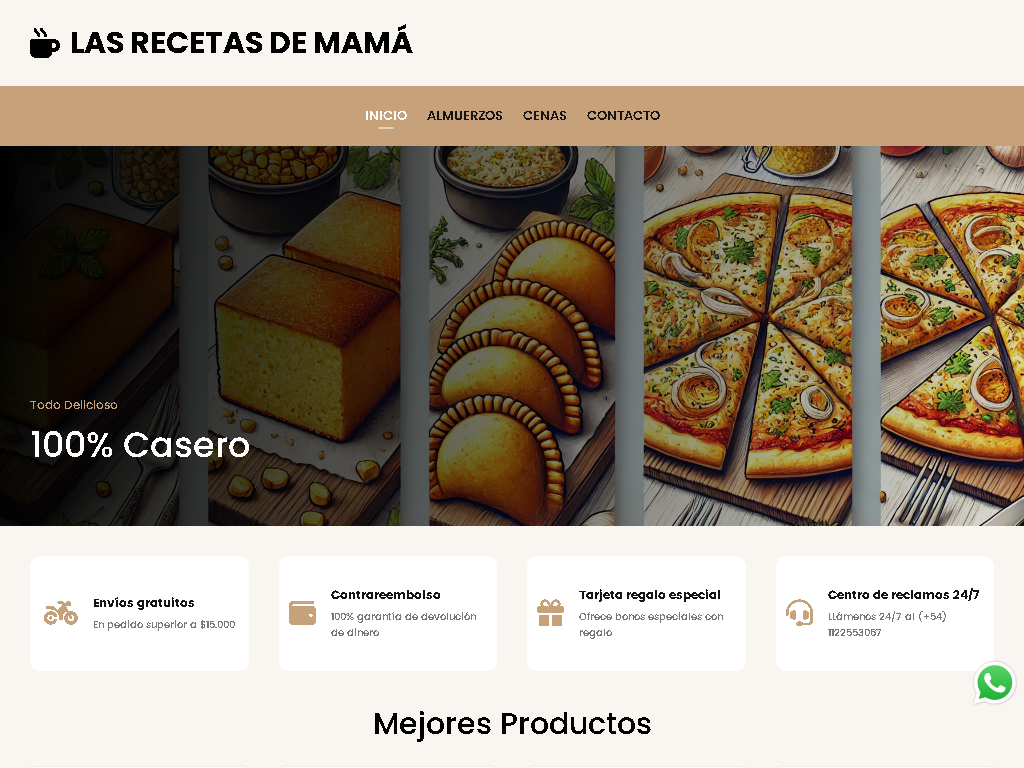 LAS RECETAS DE MAMÁ
INICIO ALMUERZOS CENAS CONTACTO
Todo Delicioso
100% Casero
Envíos gratuitos
En pedido superior a $15.000
Contrareembolso
100% garantía de devolución
de dinero
Tarjeta regalo especial
Ofrece bonos especiales con
regalo
Centro de reclamos 24/7
LLámenos 24/7 al (+54)
1122553067
Mejores Productos